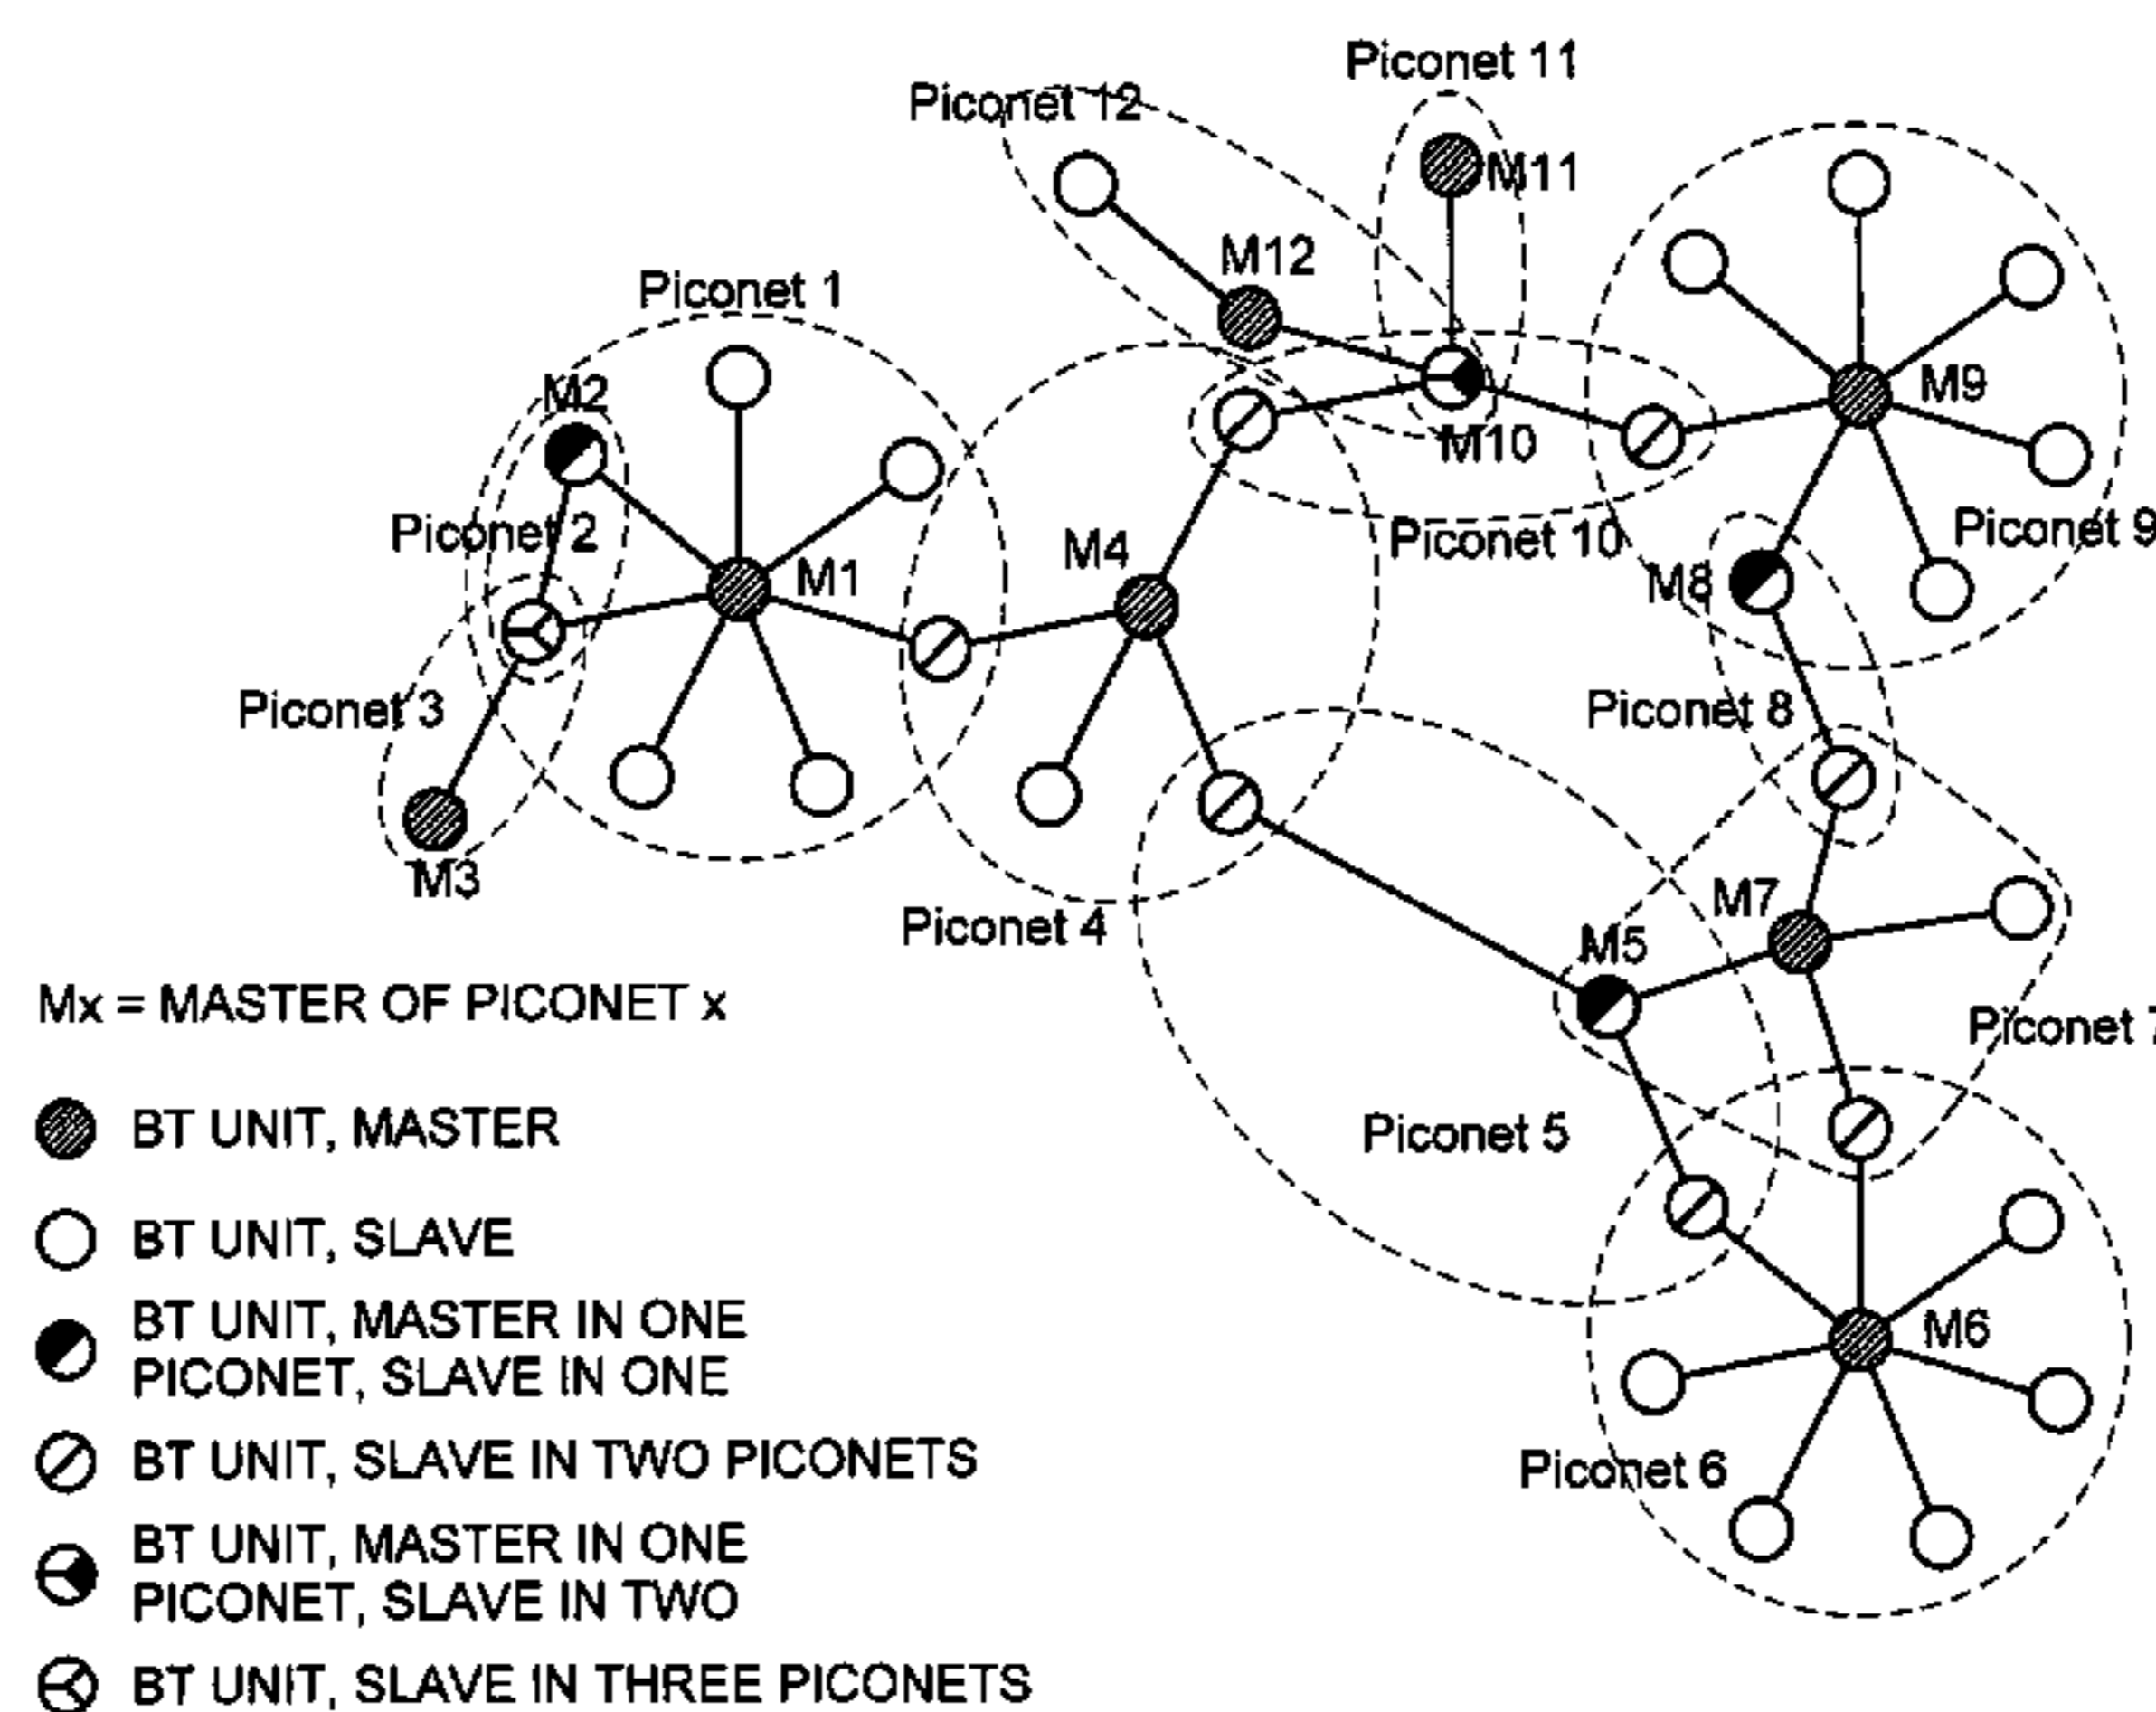 Piconet 11
Piconet 12
M11
M12
Piconet 1
M2
M9
M10
Piconet 2
Piconet 10
Piconet 9
M4
M1
M8
Piconet 3
Piconet 8
M3
M7
Piconet 4
M5
Mx = MASTER OF PICONET x
Piconet 7
BT UNIT, MASTER
Piconet 5
BT UNIT, SLAVE
BT UNIT, MASTER IN ONE
PICONET, SLAVE IN ONE
M6
BT UNIT, SLAVE IN TWO PICONETS
Piconet 6
BT UNIT, MASTER IN ONE
PICONET, SLAVE IN TWO
BT UNIT, SLAVE IN THREE PICONETS